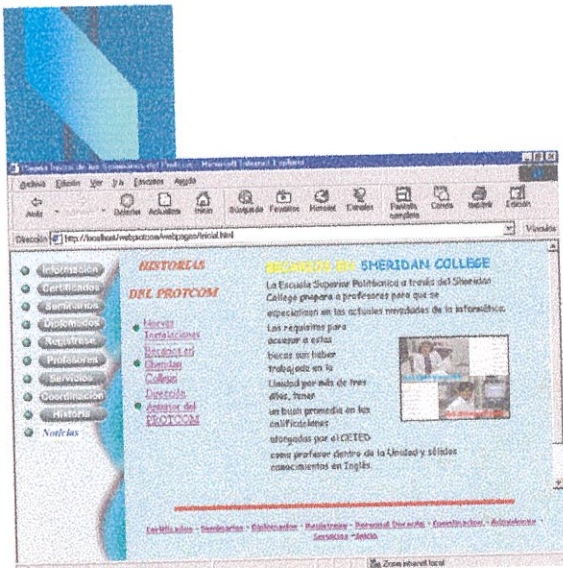 Página Inicial de los Seminarios del Protcom - Microsoft Internet Explorer
Archivo Edición Ver Ir a Favoritos Ayuda
Atrás Detener Actualizar Inicio Búsqueda Favoritos Historial Canales Pantalla completa Correo Imprimir Edición
Dirección http://localhost/webprotcom/webpages/inicial.html Vínculos
Información
Certificados
Seminarios
Diplomados
Regístrese
Profesores
Servicios
Coordinación
Historia
Noticias
HISTORIAS
DEL PROTCOM
Nuevas
Instalaciones
Becarios en
Sheridan
College
Dirección
Anterior del
PROTCOM
BECARIOS EN SHERIDAN COLLEGE
La Escuela Superior Politécnica a través del Sheridan
College prepara a profesores para que se
especialicen en las actuales novedades de la informática.
Los requisitos para
accesar a estas
becas son haber
trabajado en la
Unidad por más de tres
años, tener
un buen promedio en las
calificaciones
otorgadas por el CETED
como profesor dentro de la Unidad y sólidos
conocimientos en Inglés.
Certificados - Seminarios - Diplomados - Regístrese - Personal Docente - Coordinación - Academicos -
Servicios - Inicio
Zona intranet local